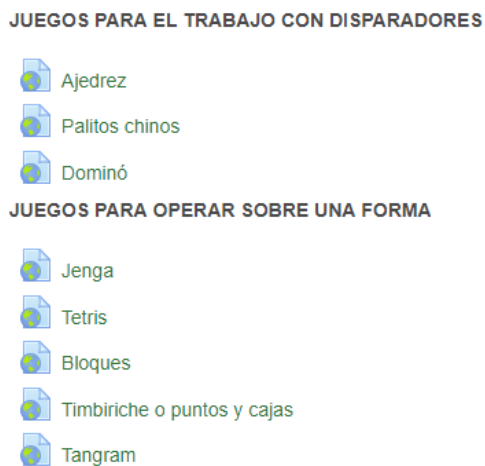 JUEGOS PARA EL TRABAJO CON DISPARADORES
Ajedrez
Palitos chinos
Dominó
JUEGOS PARA OPERAR SOBRE UNA FORMA
Jenga
Tetris
Bloques
Timbiriche o puntos y cajas
Tangram